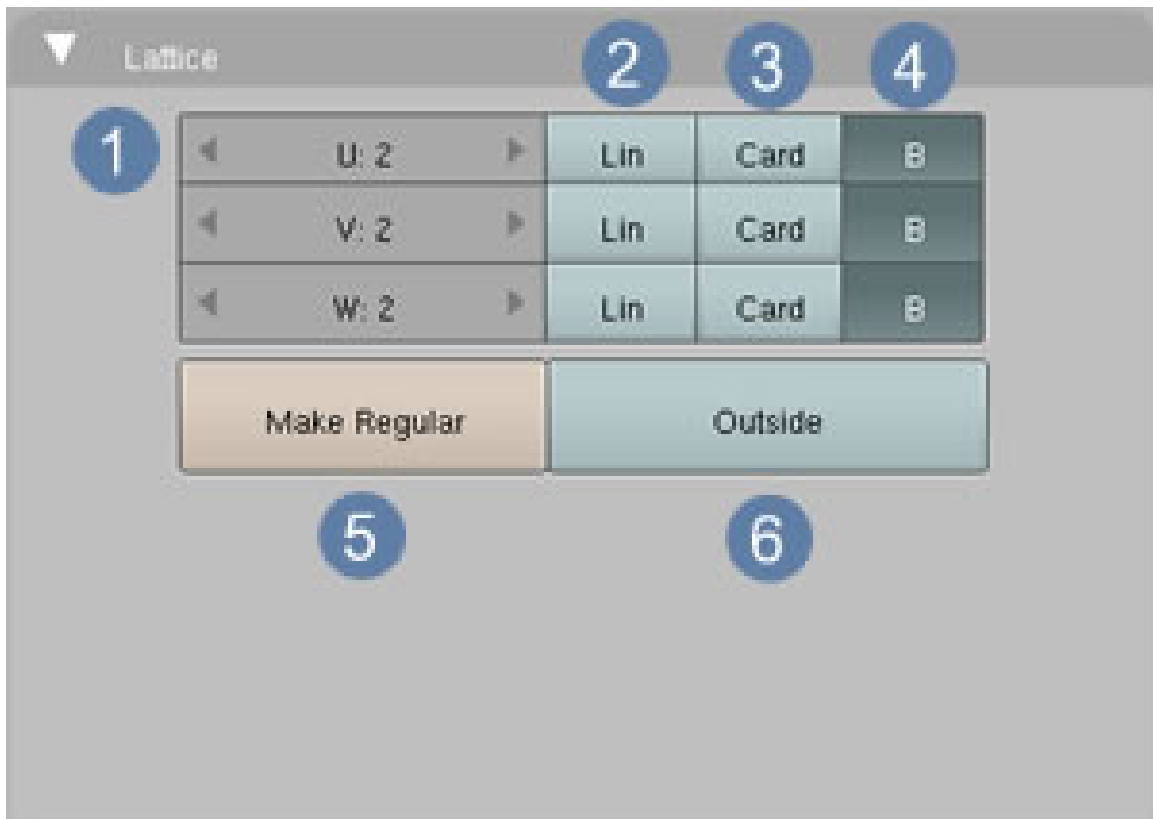 Lattice
2 3 4
1 U: 2 Lin Card B
V: 2 Lin Card B
W: 2 Lin Card B
Make Regular Outside
5 6